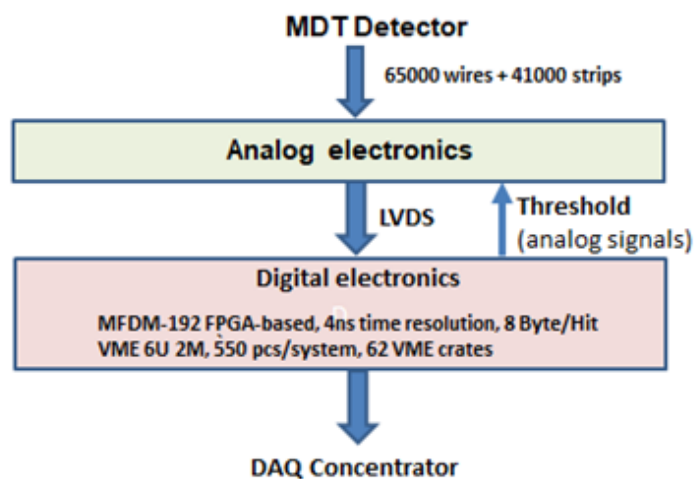 MDT Detector
65000 wires + 41000 strips
Analog electronics
LVDS
Threshold
(analog signals)
Digital electronics
MFDM-192 FPGA-based, 4ns time resolution, 8 Byte/Hit
VME 6U 2M, 550 pcs/system, 62 VME crates
DAQ Concentrator